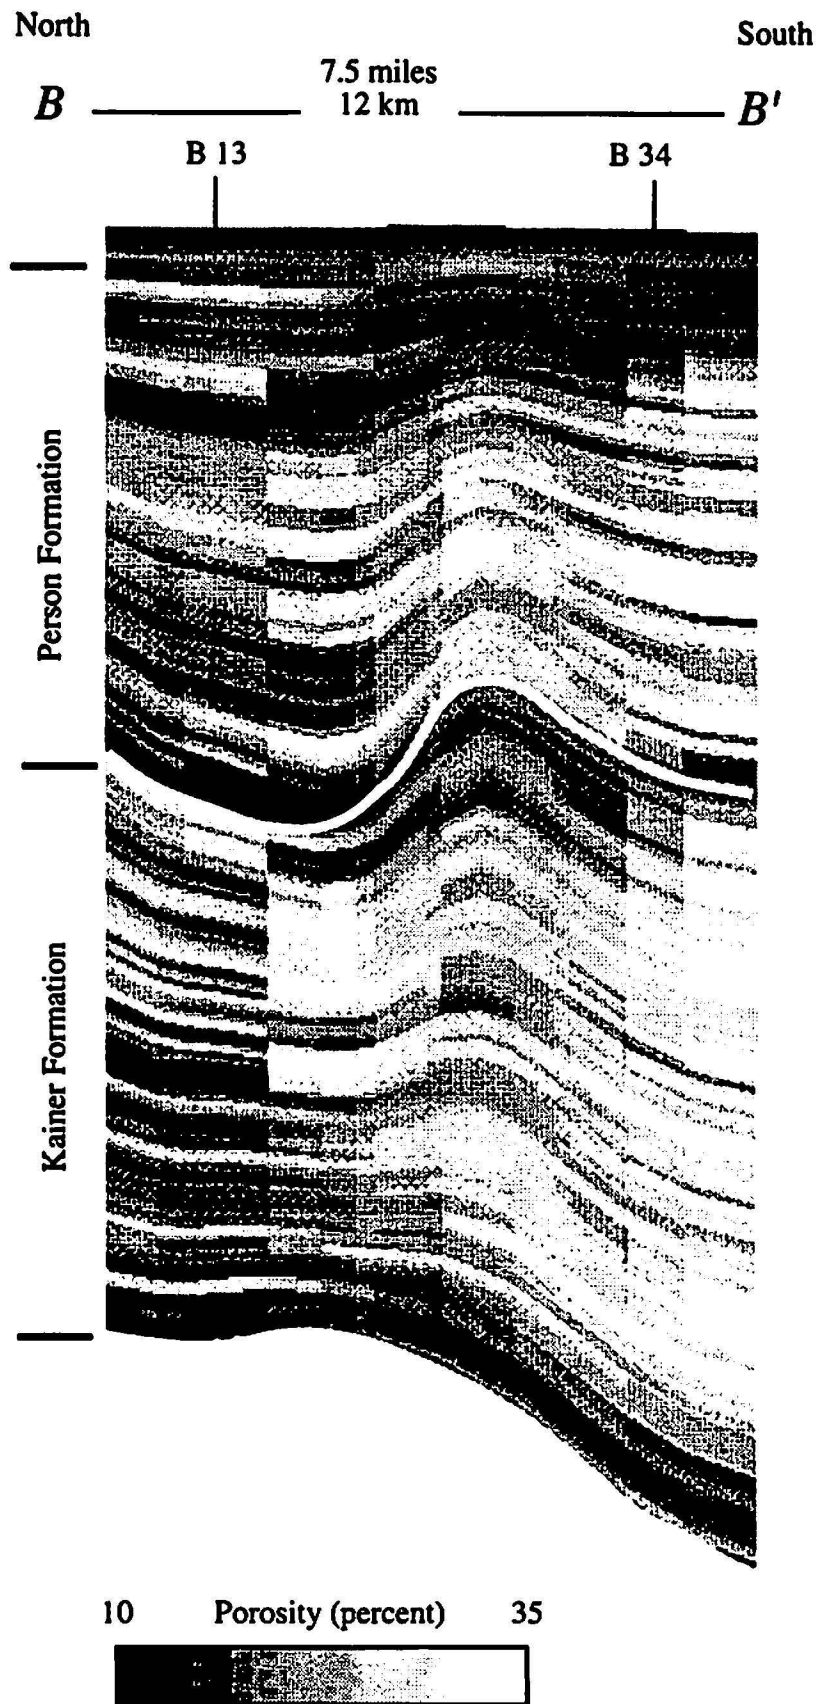 North
South
7.5 miles
B
12 km
B'
B 13
B 34
Person Formation
Kainer Formation
10 Porosity (percent) 35